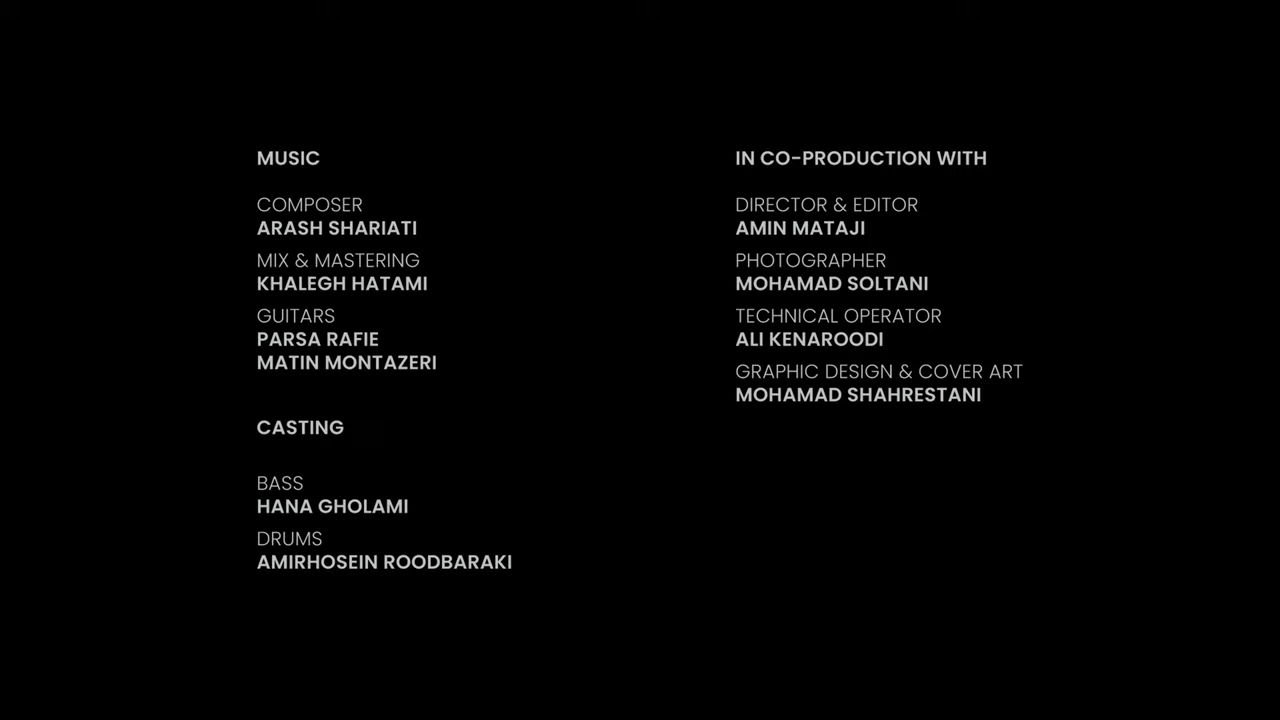 MUSIC
COMPOSER
ARASH SHARIATI
MIX & MASTERING
KHALEGH HATAMI
GUITARS
PARSA RAFIE
MATIN MONTAZERI
CASTING
BASS
HANA GHOLAMI
DRUMS
AMIRHOSEIN ROODBARAKI
IN CO-PRODUCTION WITH
DIRECTOR & EDITOR
AMIN MATAJI
PHOTOGRAPHER
MOHAMAD SOLTANI
TECHNICAL OPERATOR
ALI KENAROODI
GRAPHIC DESIGN & COVER ART
MOHAMAD SHAHRESTANI